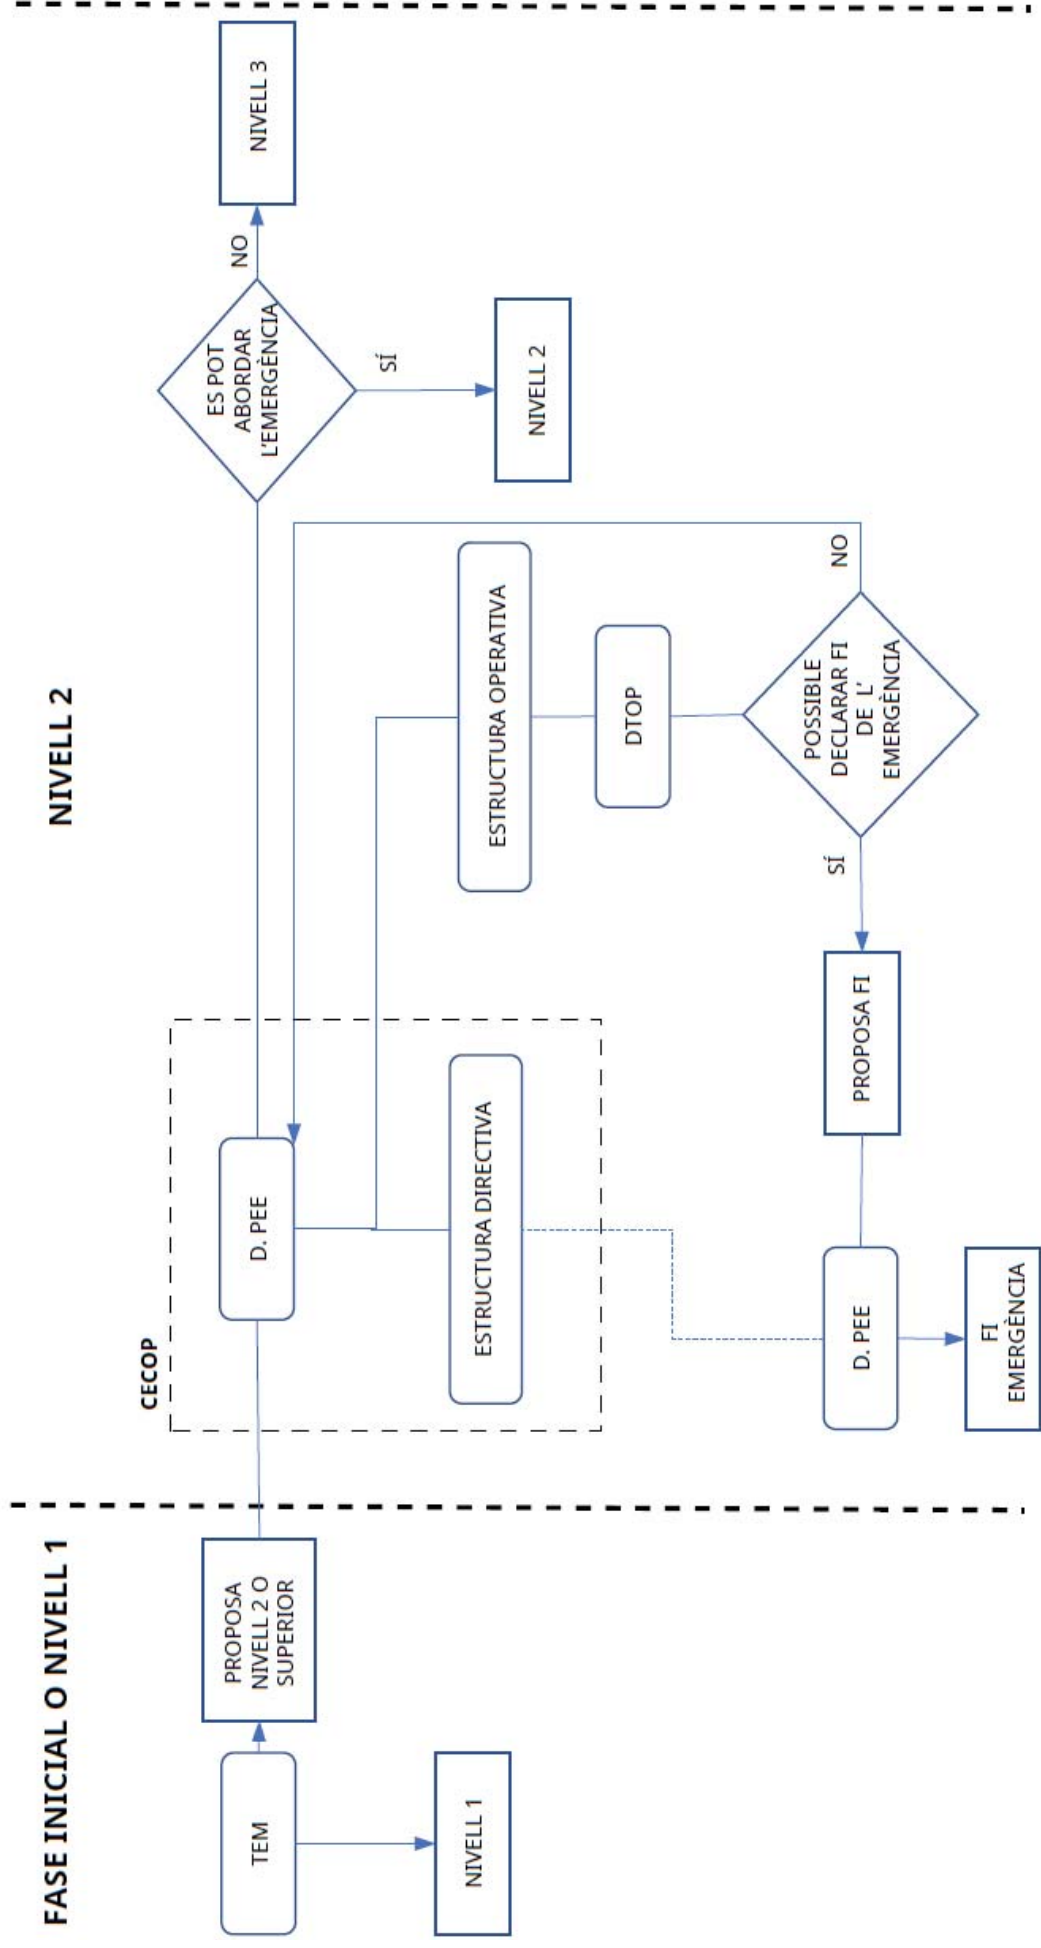 FASE INICIAL O NIVELL 1
NIVELL 2
TEM
PROPOSA
NIVELL 2 O
SUPERIOR
NIVELL 1
CECOP
D. PEE
ESTRUCTURA DIRECTIVA
ES POT
ABORDAR
L'EMERGÈNCIA
NO
NIVELL 3
SÍ
NIVELL 2
ESTRUCTURA OPERATIVA
DTOP
POSSIBLE
DECLARAR FI
DE L'
EMERGÈNCIA
NO
SÍ
PROPOSA FI
D. PEE
FI
EMERGÈNCIA